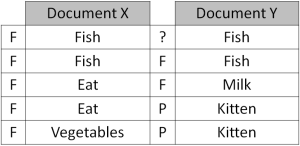 Document X Document Y
F Fish ? Fish
F Fish F Fish
F Eat F Milk
F Eat P Kitten
F Vegetables P Kitten